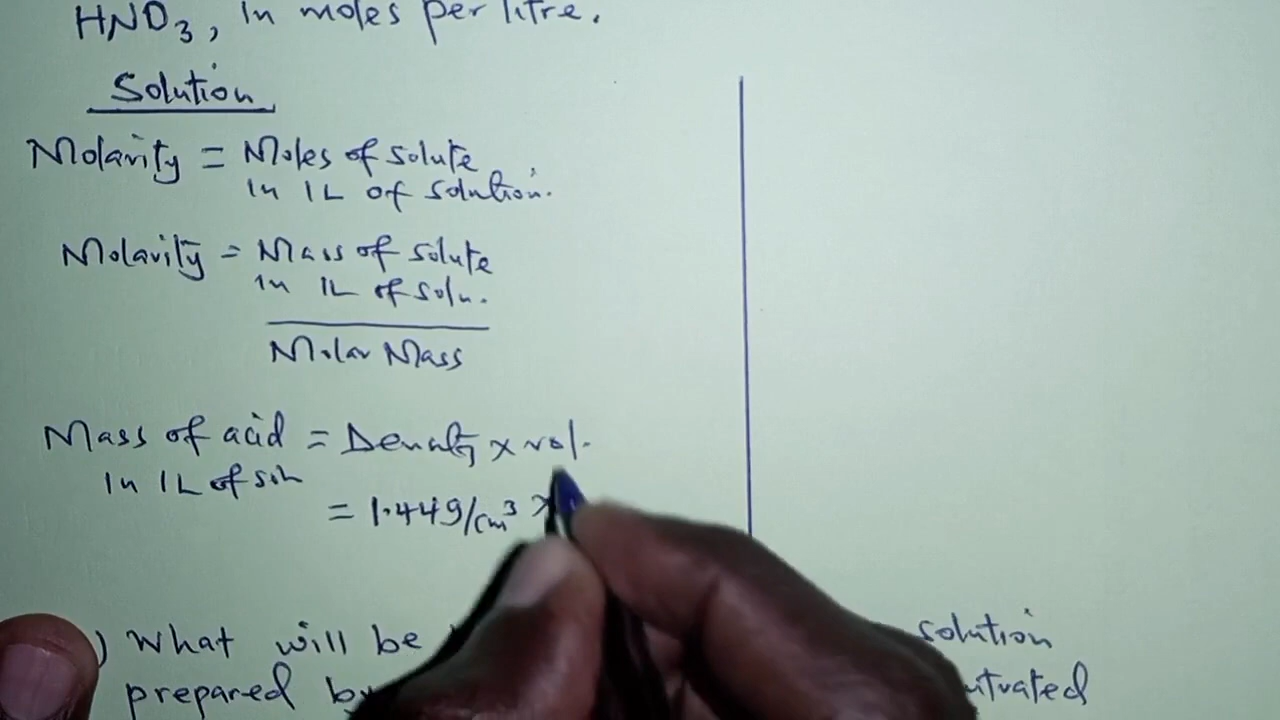 HNO3, in moles per litre.
Solution
Molarity = Moles of solute
in 1L of solution.
Molarity = Mass of solute
in 1L of soln.
Molar Mass
Mass of acid = Density x vol.
in 1L of soln
= 1.44g/cm³ x
) What will be solution
prepared by